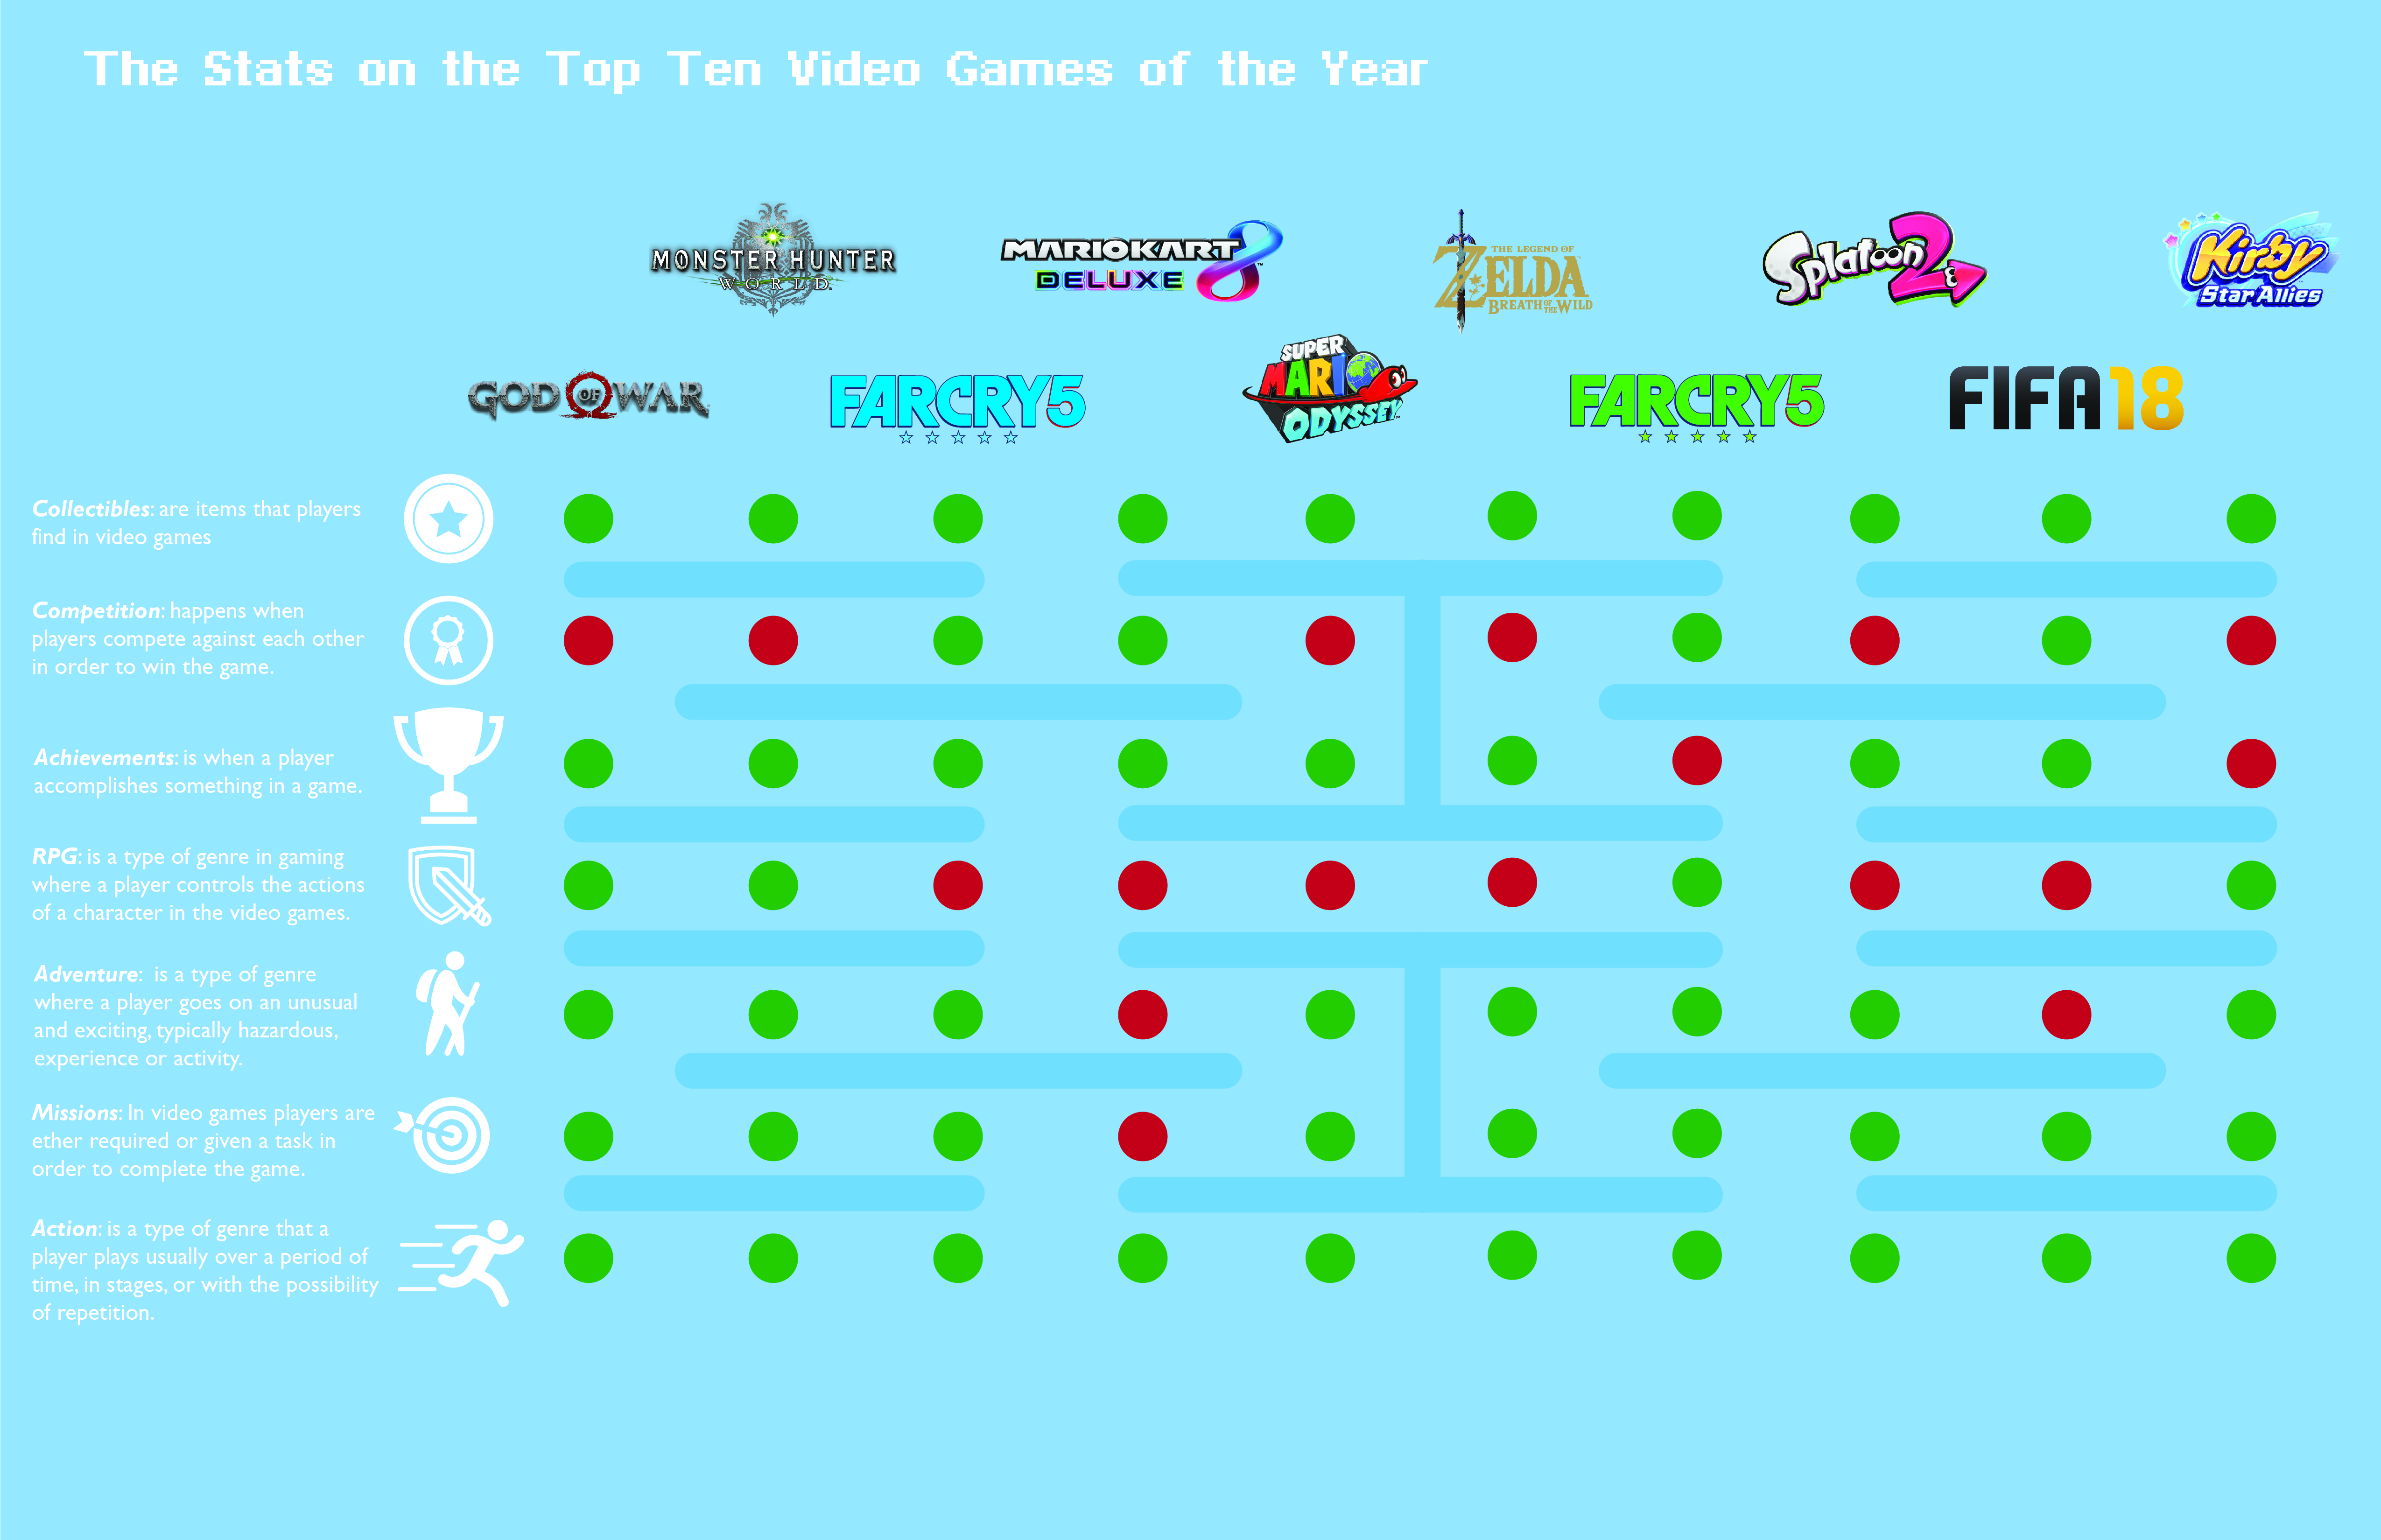 The Stats on the Top Ten Video Games of the Year
MONSTER HUNTER
WORLD
MARIOKART 8
DELUXE
THE LEGEND OF
ZELDA
BREATH OF THE WILD
Splatoon 2
Kirby
Star Allies
GOD OF WAR
FARCRY5
SUPER
MARIO
ODYSSEY
FARCRY5
FIFA18
Collectibles: are items that players
find in video games
Competition: happens when
players compete against each other
in order to win the game.
Achievements: is when a player
accomplishes something in a game.
RPG: is a type of genre in gaming
where a player controls the actions
of a character in the video games.
Adventure:  is a type of genre
where a player goes on an unusual
and exciting, typically hazardous,
experience or activity.
Missions: In video games players are
ether required or given a task in
order to complete the game.
Action: is a type of genre that a
player plays usually over a period of
time, in stages, or with the possibility
of repetition.